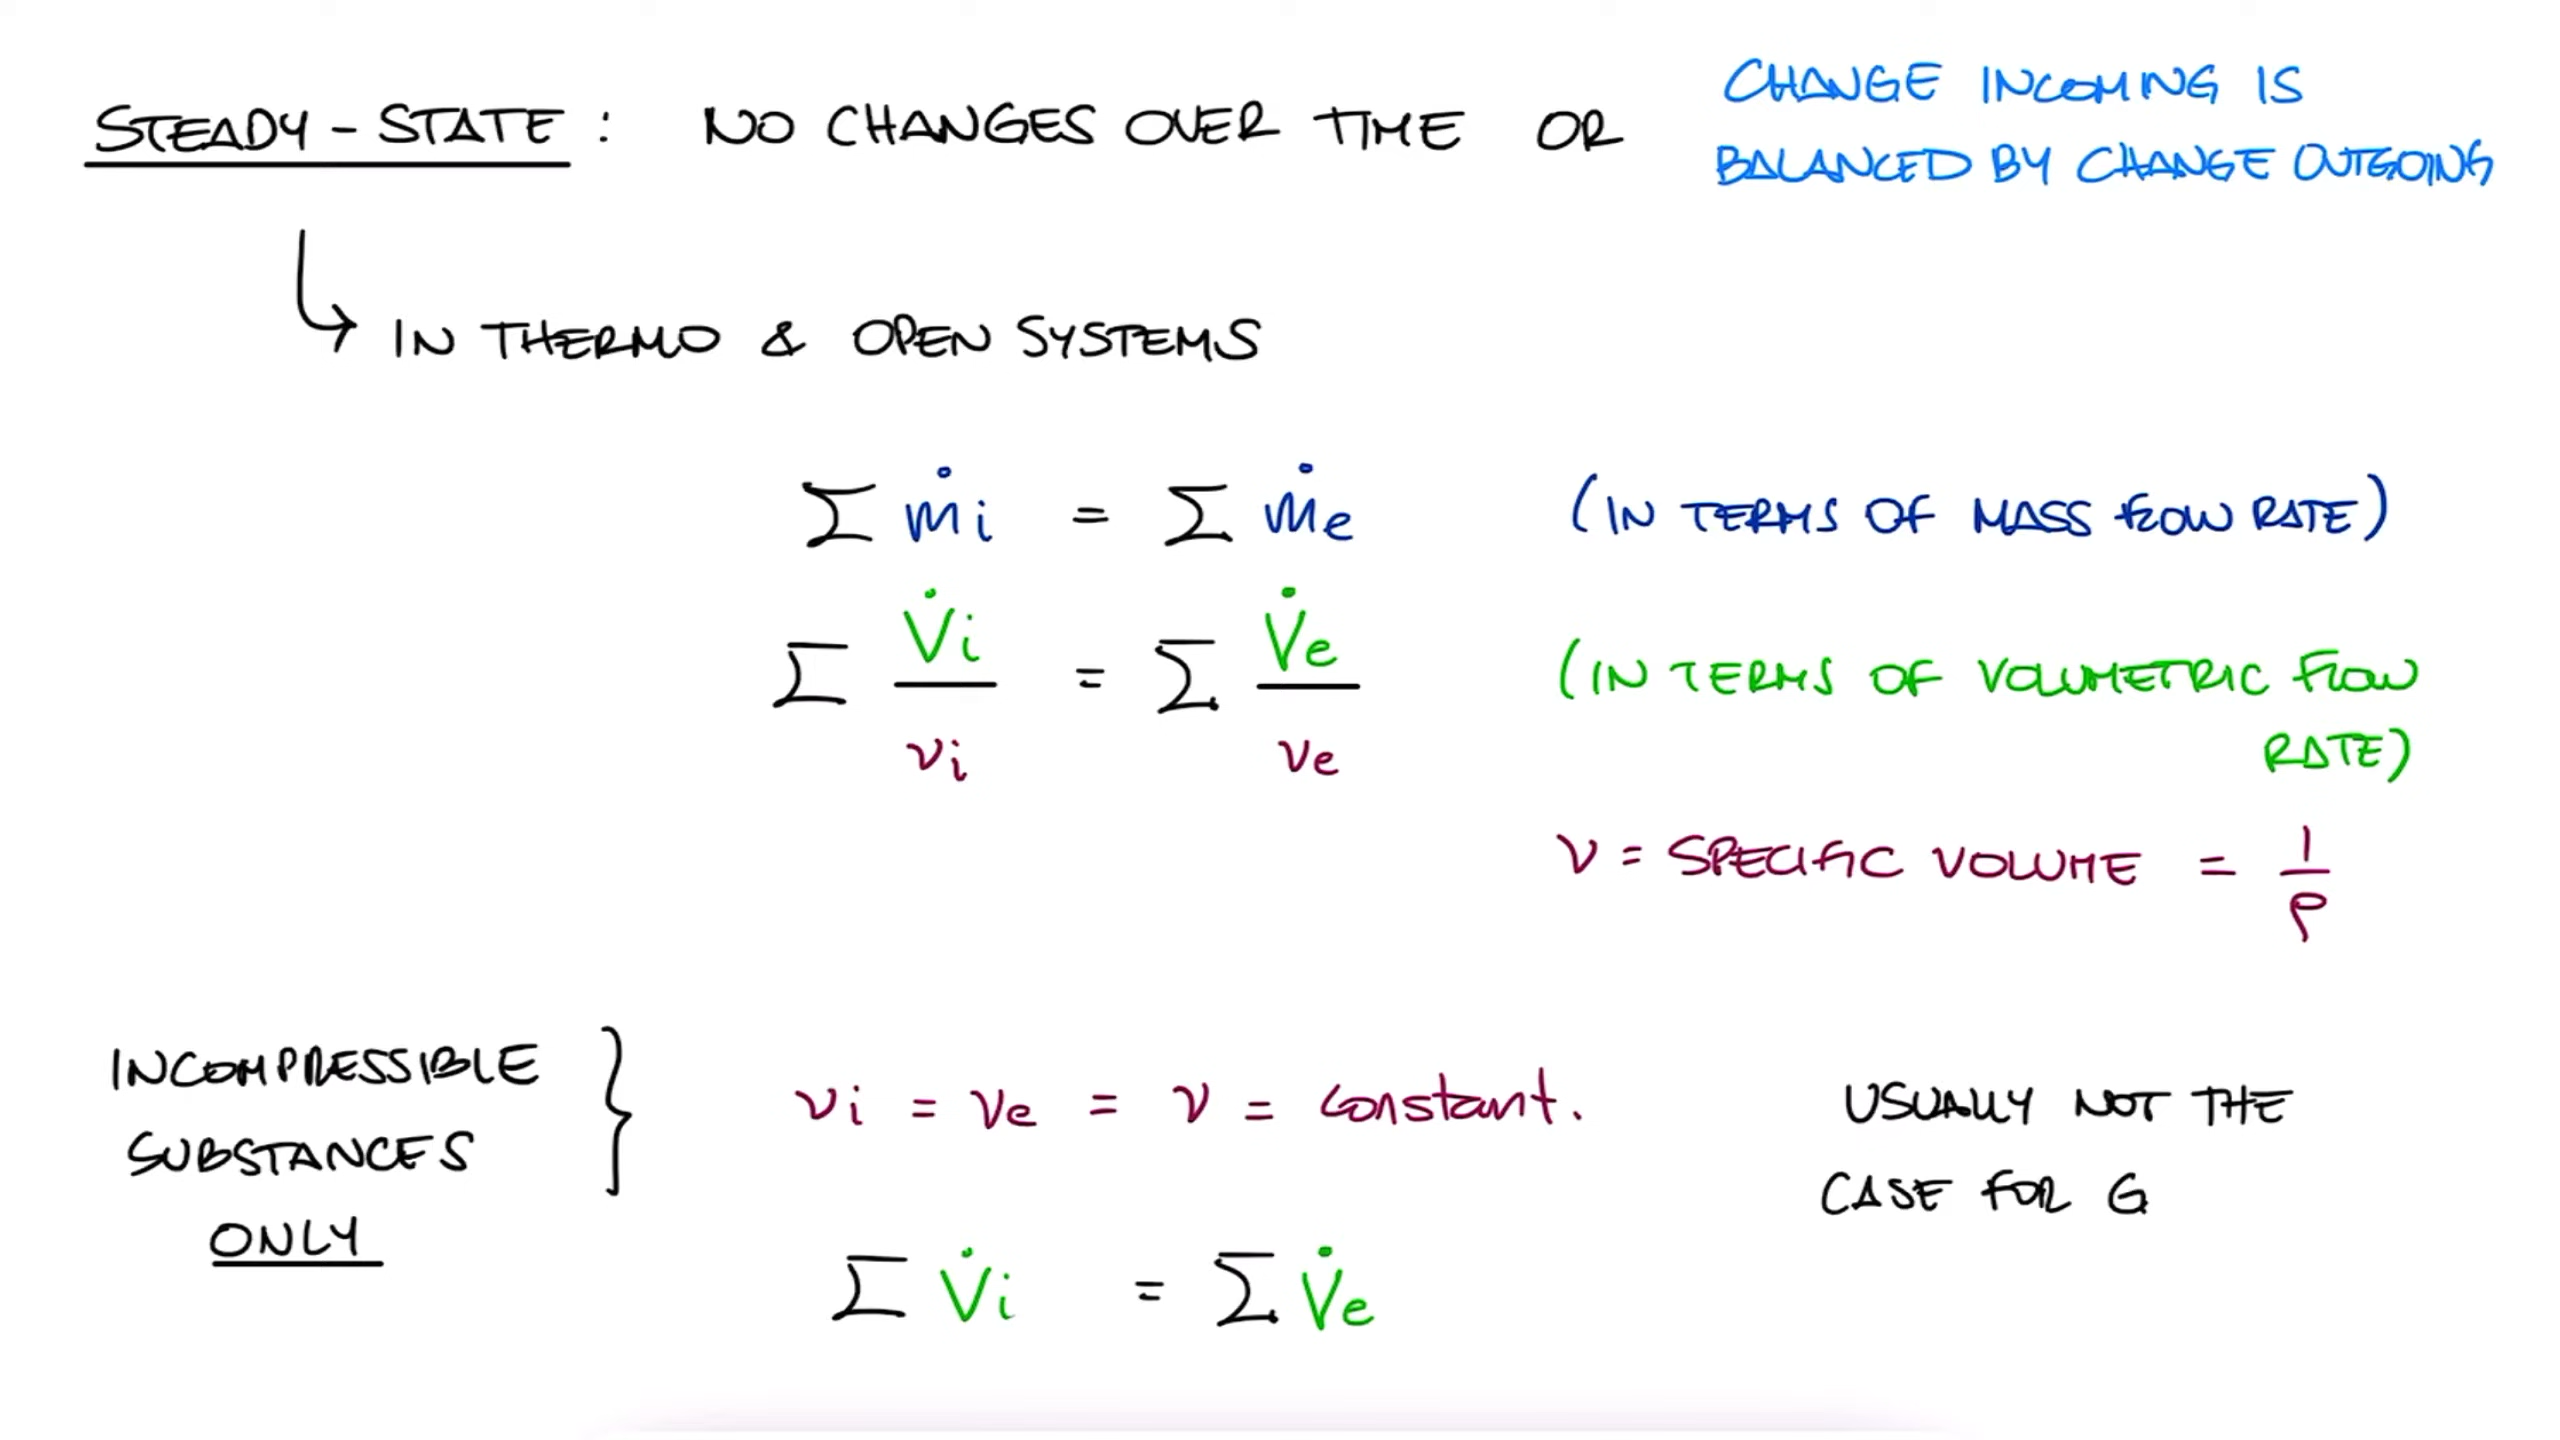 STEADY-STATE: NO CHANGES OVER TIME OR
CHANGE INCOMING IS
BALANCED BY CHANGE OUTGOING
IN THERMO & OPEN SYSTEMS
Σ ṁi = Σ ṁe (IN TERMS OF MASS FLOW RATE)
Σ V̇i/νi = Σ V̇e/νe (IN TERMS OF VOLUMETRIC FLOW
RATE)
ν = SPECIFIC VOLUME = 1/ρ
INCOMPRESSIBLE
SUBSTANCES
ONLY
νi = νe = ν = constant.
USUALLY NOT THE
CASE FOR G
Σ V̇i = Σ V̇e